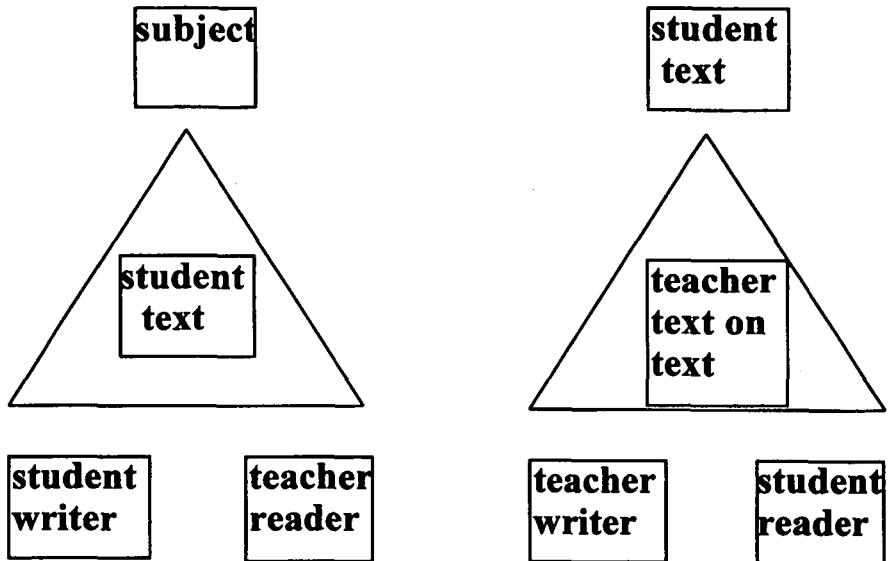 subject
student
text
teacher
reader
student
writer
student
text
teacher
text on
text
teacher
writer
student
reader